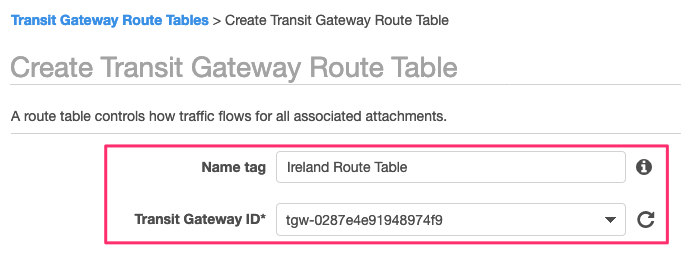 Transit Gateway Route Tables > Create Transit Gateway Route Table
Create Transit Gateway Route Table
A route table controls how traffic flows for all associated attachments.
Name tag Ireland Route Table
Transit Gateway ID* tgw-0287e4e91948974f9